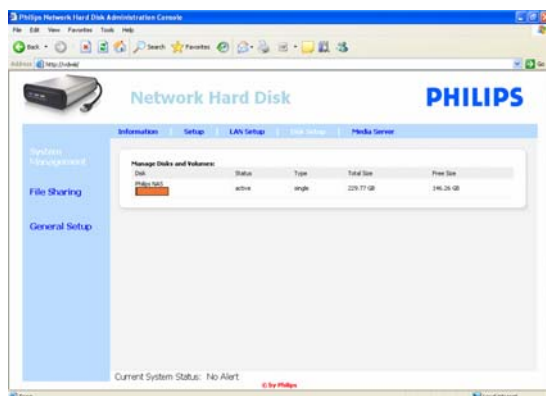 Philips Network Hard Disk Administration Console
File Edit View Favorites Tools Help
Back Search Favorites
Address Go
Network Hard Disk
PHILIPS
Information | Setup | LAN Setup | Disk Setup | Media Server
System
Management
File Sharing
General Setup
Manage Disks and Volumes:
Disk Status Type Total Size Free Size
Philips NAS active single 229.77 GB 146.26 GB
Current System Status: No Alert
© by Philips